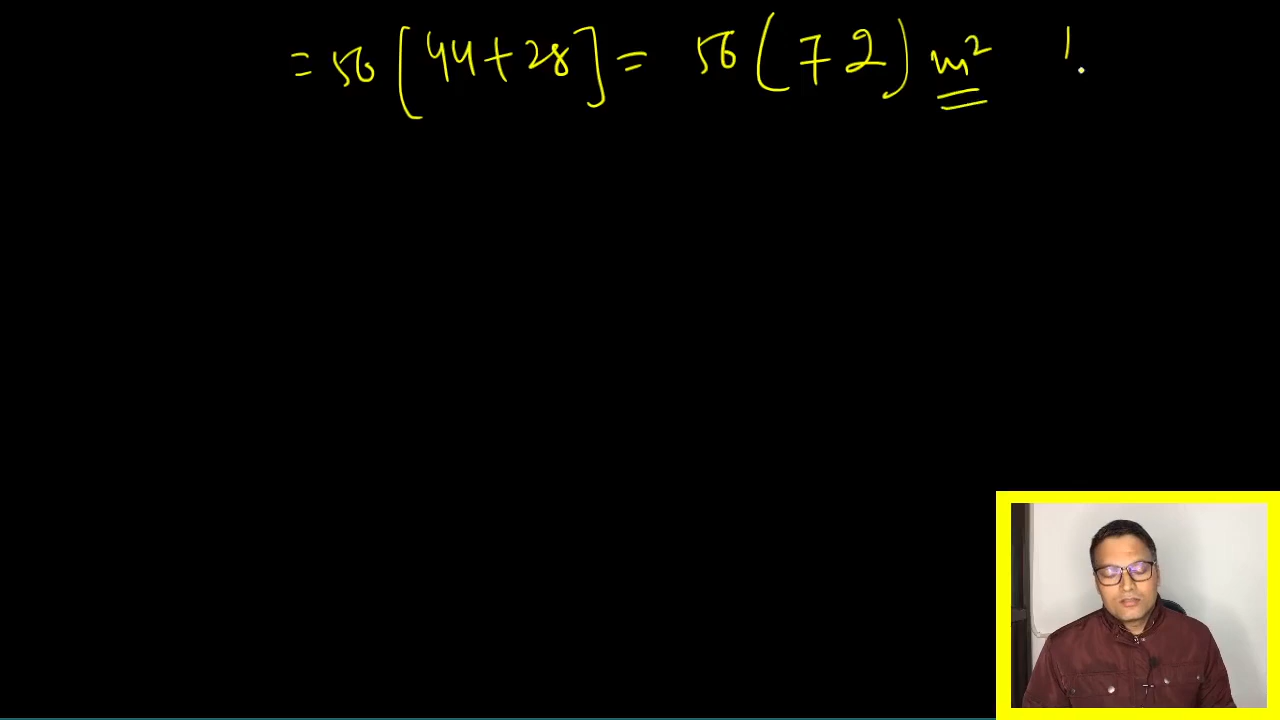 = 56 [44+28] = 56 (72) m² !